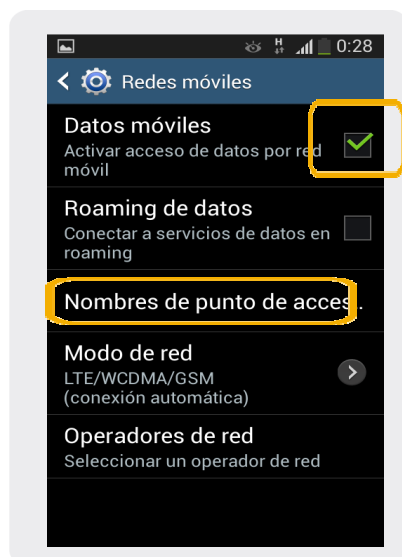 H 0:28
Redes móviles
Datos móviles
Activar acceso de datos por red
móvil
Roaming de datos
Conectar a servicios de datos en
roaming
Nombres de punto de acces.
Modo de red
LTE/WCDMA/GSM
(conexión automática)
Operadores de red
Seleccionar un operador de red